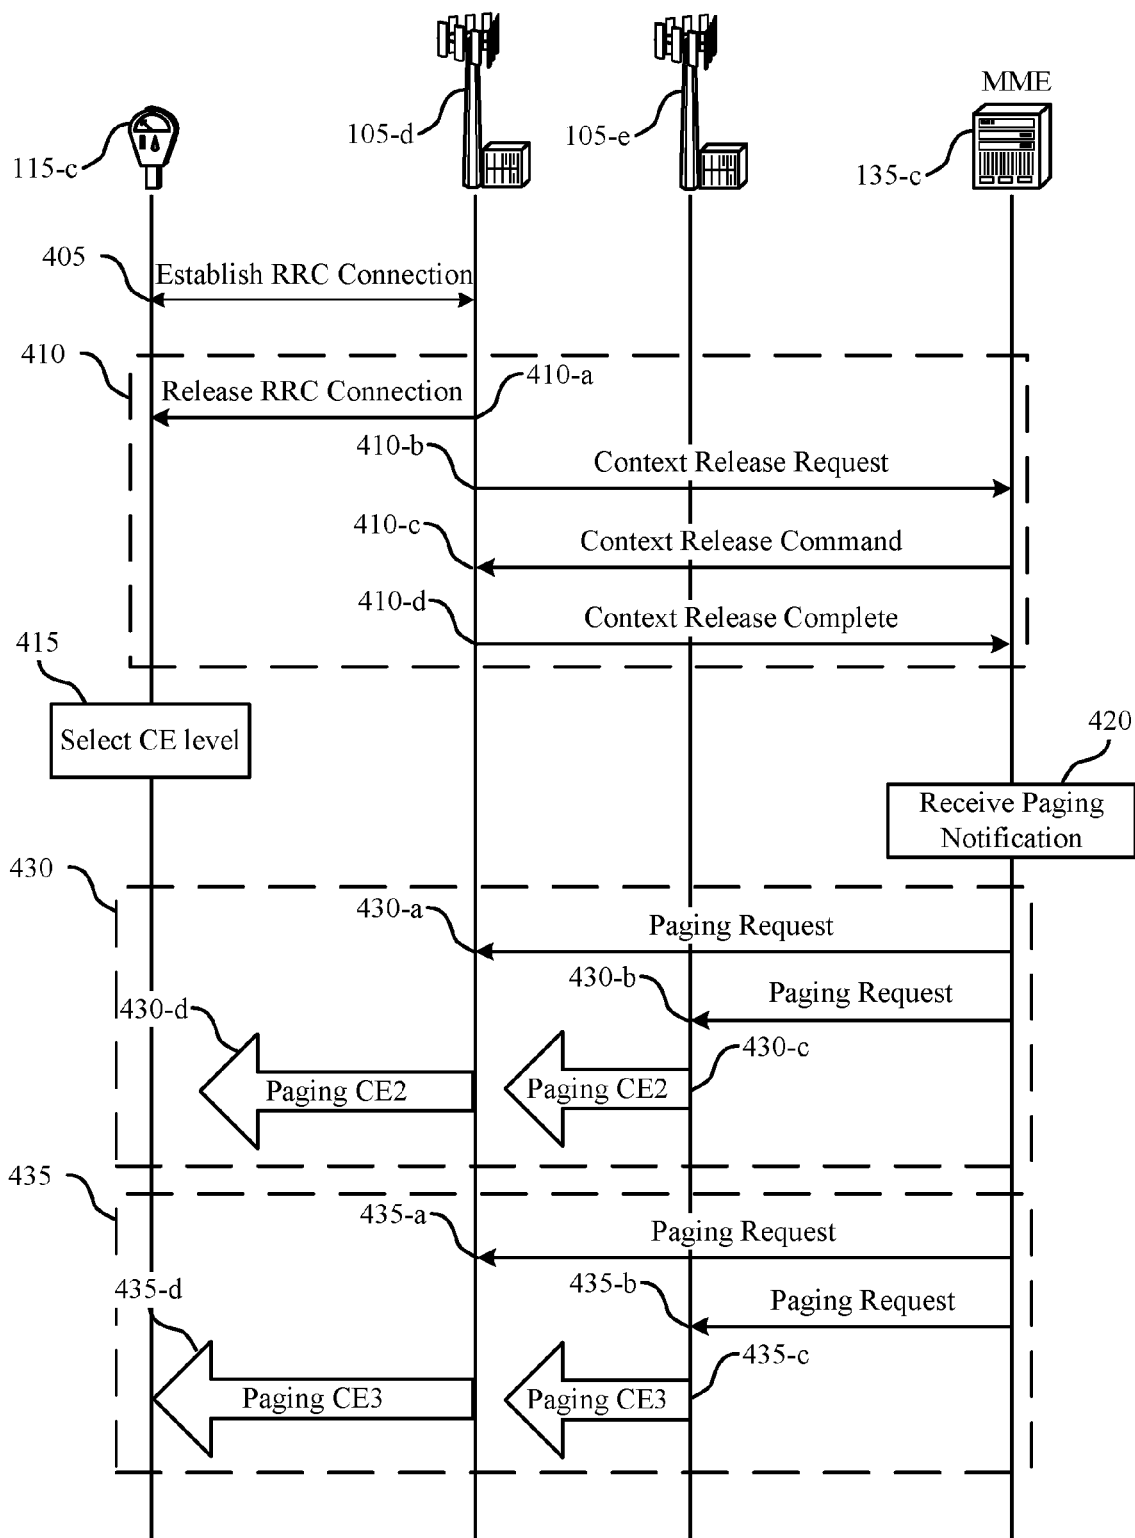 MME
105-d
105-e
115-c
135-c
405
Establish RRC Connection
410
Release RRC Connection
410-a
410-b
Context Release Request
410-c
Context Release Command
410-d
Context Release Complete
415
Select CE level
420
Receive Paging
Notification
430
430-a
Paging Request
430-b
Paging Request
430-d
430-c
Paging CE2
Paging CE2
435
435-a
Paging Request
435-d
435-b
Paging Request
435-c
Paging CE3
Paging CE3